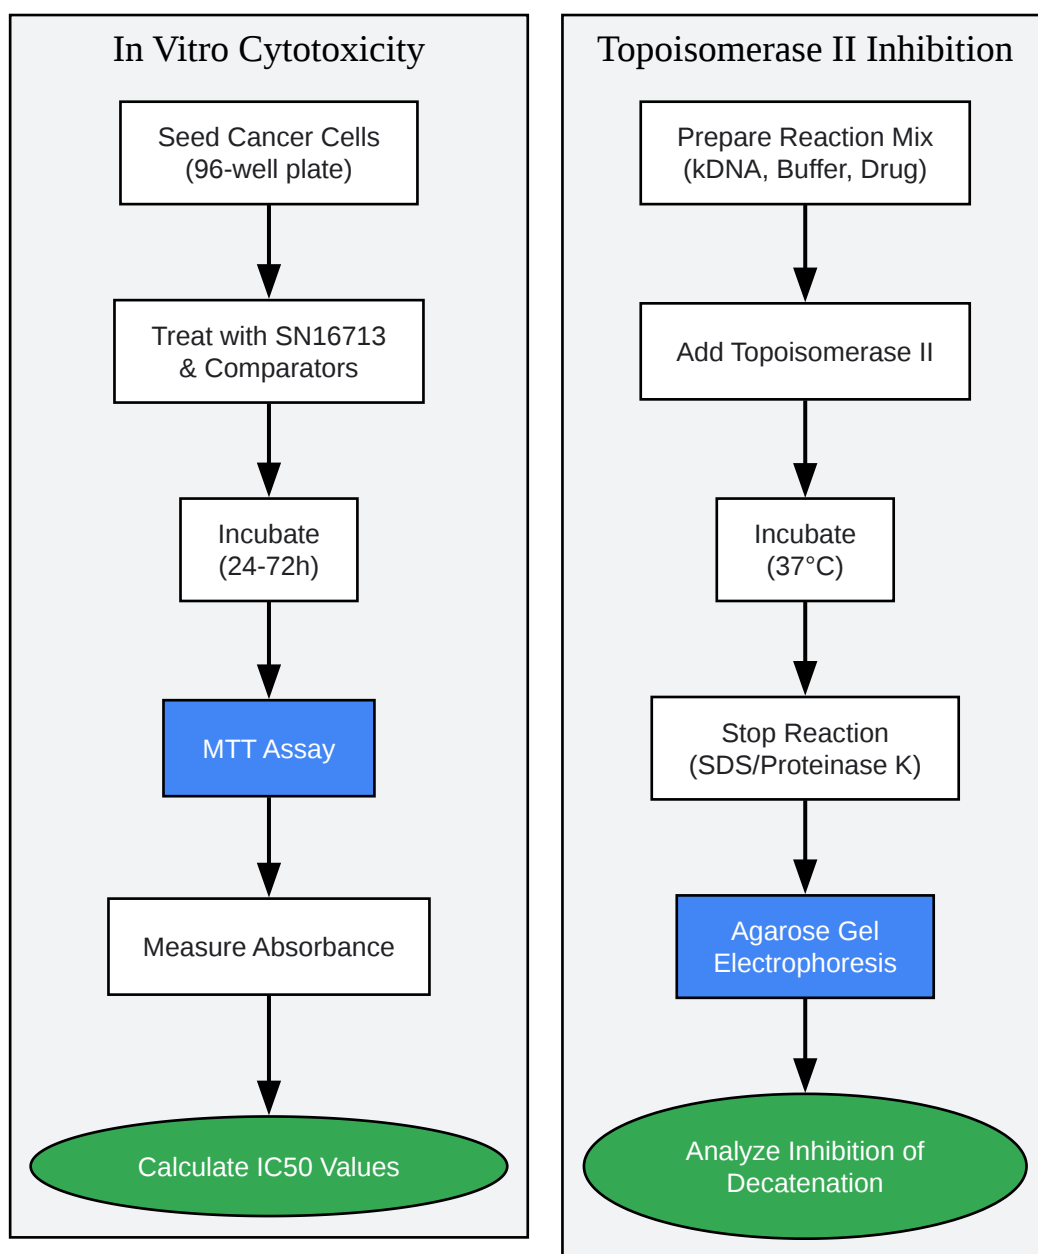 In Vitro Cytotoxicity
Seed Cancer Cells
(96-well plate)
Treat with SN16713
& Comparators
Incubate
(24-72h)
MTT Assay
Measure Absorbance
Calculate IC50 Values
Topoisomerase II Inhibition
Prepare Reaction Mix
(kDNA, Buffer, Drug)
Add Topoisomerase II
Incubate
(37°C)
Stop Reaction
(SDS/Proteinase K)
Agarose Gel
Electrophoresis
Analyze Inhibition of
Decatenation